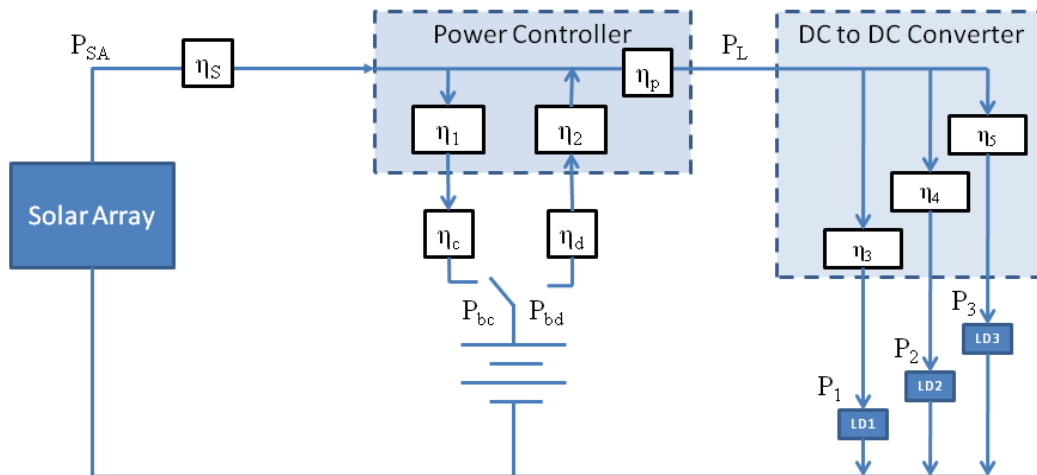 Power Controller
DC to DC Converter
P_SA
η_S
η_p
P_L
η_1
η_2
η_5
η_4
Solar Array
η_c
η_d
η_3
P_bc
P_bd
P_3
LD3
P_2
LD2
P_1
LD1